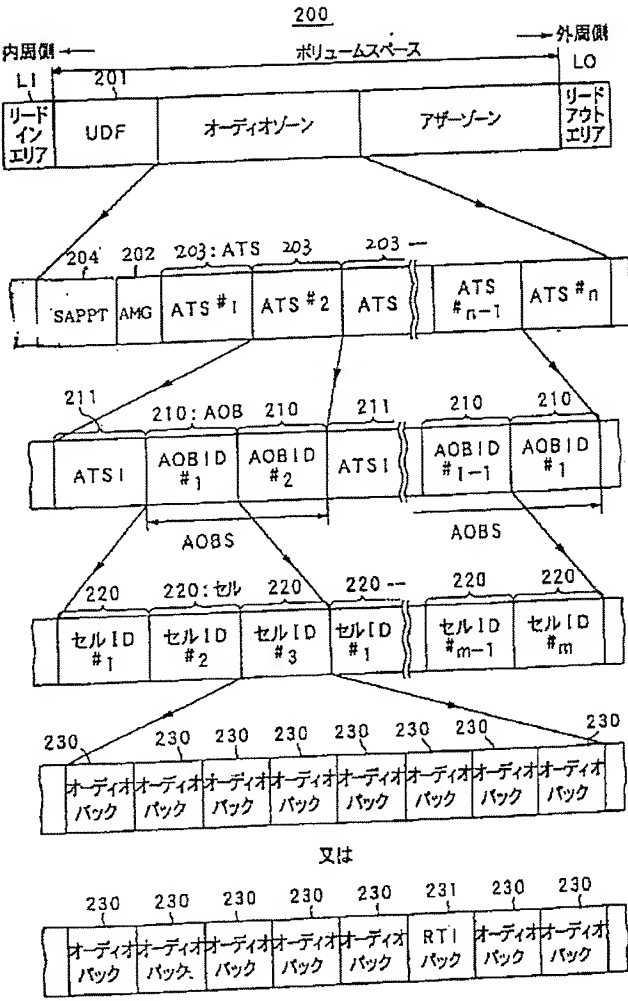 200
内周側 ← ボリュームスペース → 外周側
LI 201 LO
リードインエリア UDF オーディオゾーン アザーゾーン リードアウトエリア
204 202 203:ATS 203 203
SAPPT AMG ATS #1 ATS #2 ATS ATS #n-1 ATS #n
211 210:AOB 210 211 210 210
ATSI AOBID #1 AOBID #2 ATSI AOBID #1-1 AOBID #1
AOBS AOBS
220 220:セル 220 220 220 220
セルID #1 セルID #2 セルID #3 セルID #1 セルID #m-1 セルID #m
230 230 230 230 230 230 230 230
オーディオパック オーディオパック オーディオパック オーディオパック オーディオパック オーディオパック オーディオパック オーディオパック
又は
230 230 230 230 230 231 230 230
オーディオパック オーディオパック オーディオパック オーディオパック オーディオパック RTIパック オーディオパック オーディオパック